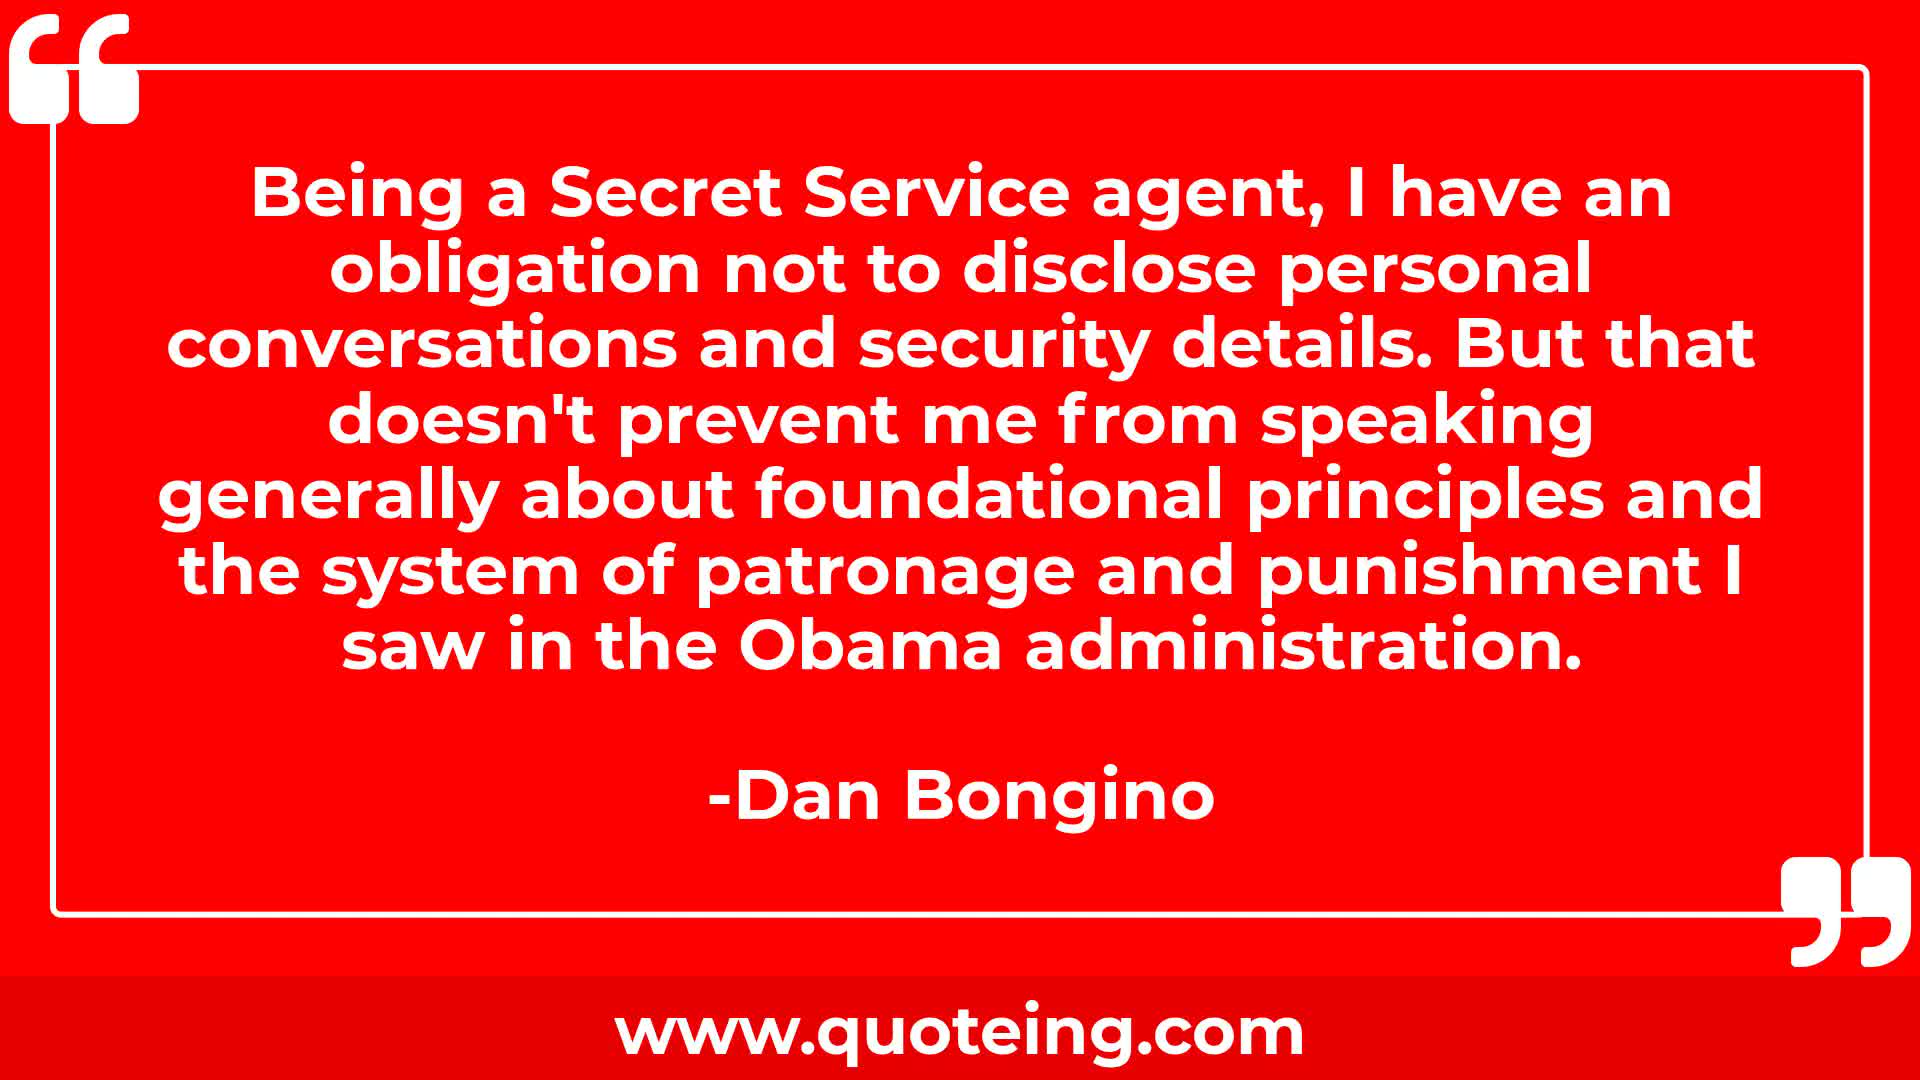 Being a Secret Service agent, I have an
obligation not to disclose personal
conversations and security details. But that
doesn't prevent me from speaking
generally about foundational principles and
the system of patronage and punishment I
saw in the Obama administration.
-Dan Bongino
www.quoteing.com